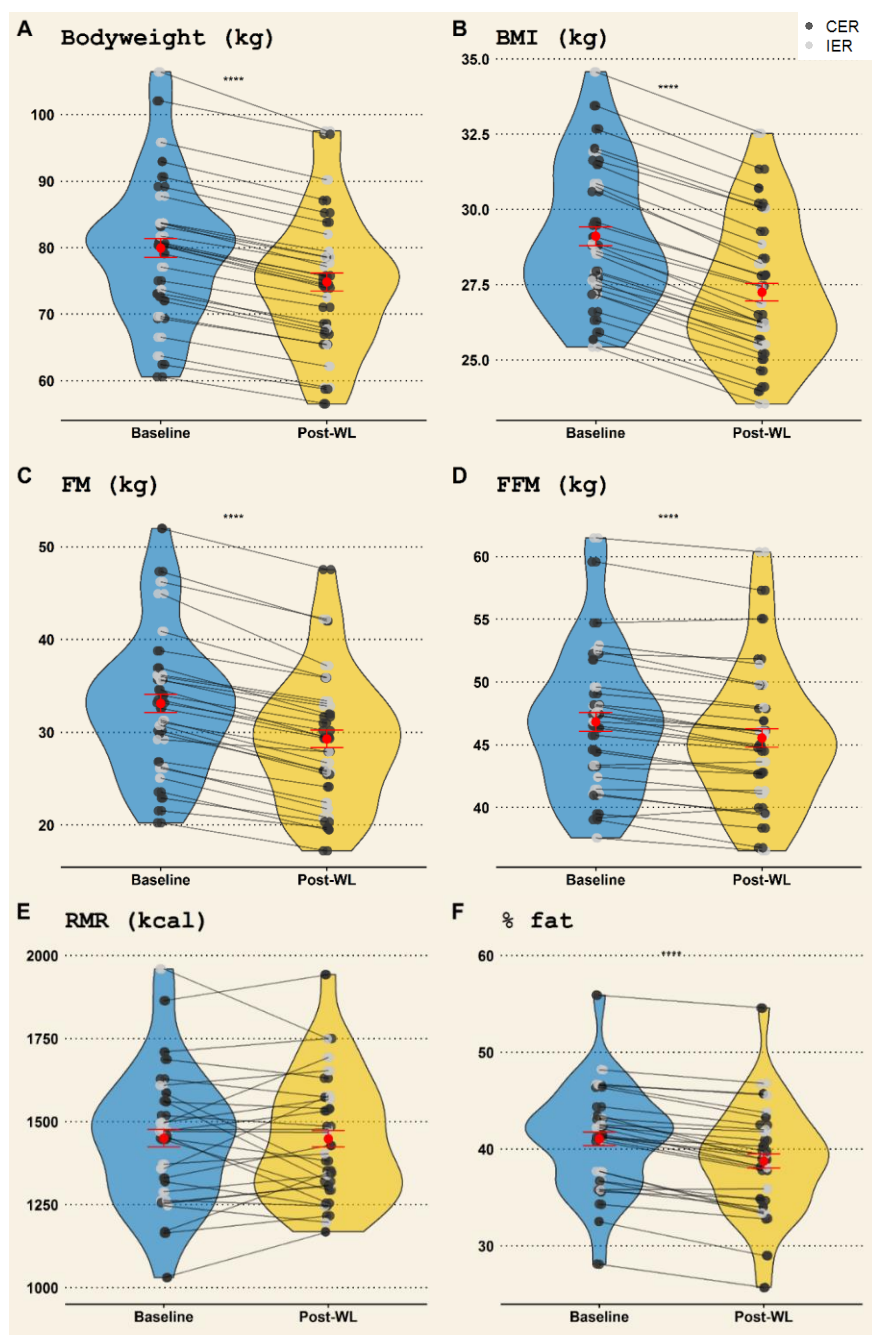 A Bodyweight (kg)
****
100
90
80
70
60
Baseline Post-WL
B BMI (kg)
CER
IER
****
35.0
32.5
30.0
27.5
25.0
Baseline Post-WL
C FM (kg)
****
50
40
30
20
Baseline Post-WL
D FFM (kg)
****
60
55
50
45
40
Baseline Post-WL
E RMR (kcal)
2000
1750
1500
1250
1000
Baseline Post-WL
F % fat
****
60
50
40
30
Baseline Post-WL